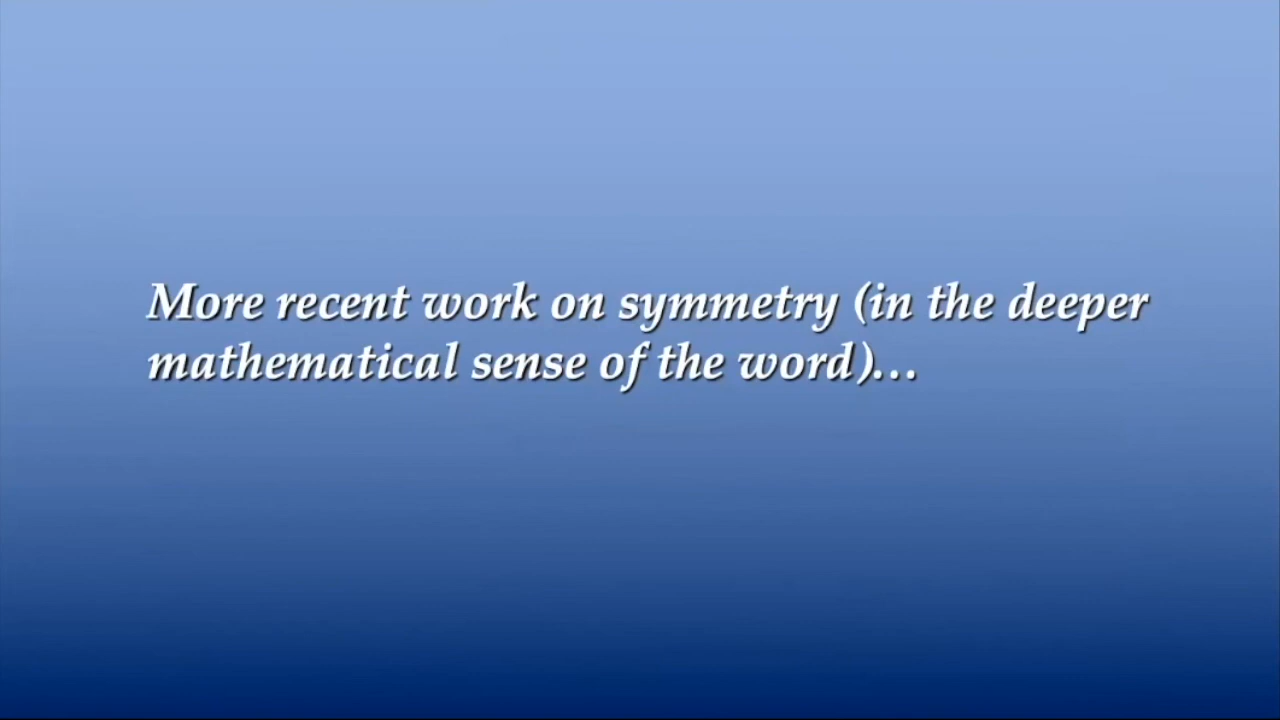 More recent work on symmetry (in the deeper
mathematical sense of the word)…